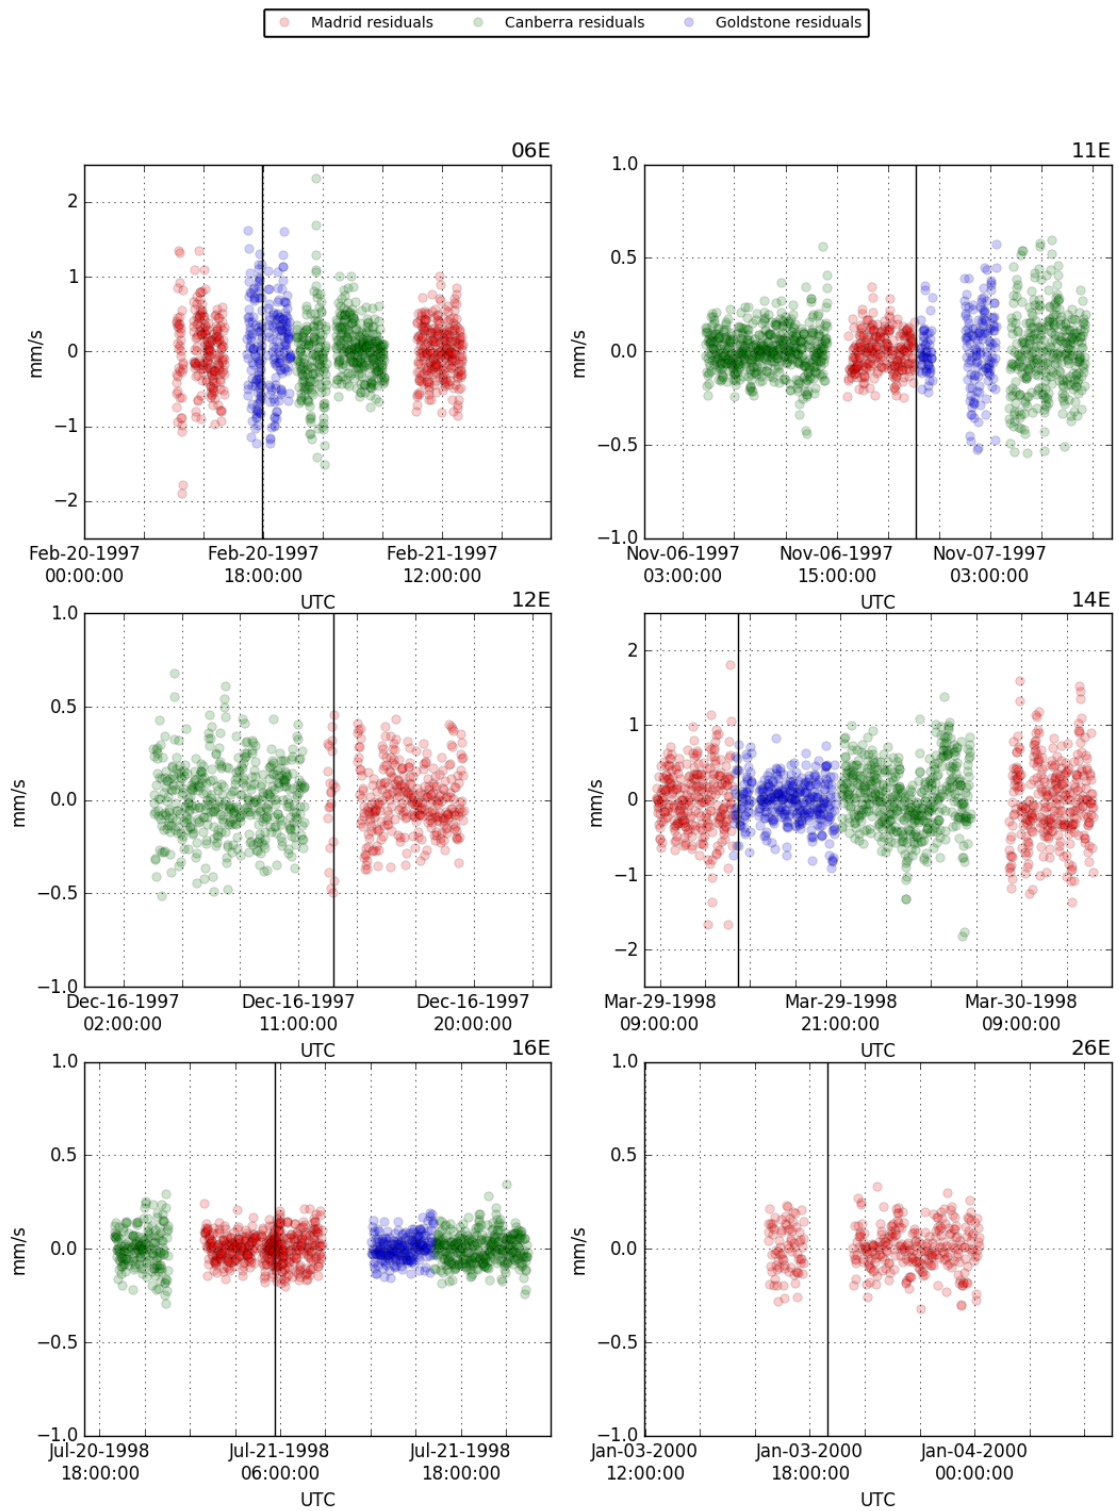 Madrid residuals Canberra residuals Goldstone residuals
06E
mm/s
2
1
0
−1
−2
Feb-20-1997 Feb-20-1997 Feb-21-1997
00:00:00 18:00:00 12:00:00
UTC
11E
mm/s
1.0
0.5
0.0
−0.5
−1.0
Nov-06-1997 Nov-06-1997 Nov-07-1997
03:00:00 15:00:00 03:00:00
UTC
12E
mm/s
1.0
0.5
0.0
−0.5
−1.0
Dec-16-1997 Dec-16-1997 Dec-16-1997
02:00:00 11:00:00 20:00:00
UTC
14E
mm/s
2
1
0
−1
−2
Mar-29-1998 Mar-29-1998 Mar-30-1998
09:00:00 21:00:00 09:00:00
UTC
16E
mm/s
1.0
0.5
0.0
−0.5
−1.0
Jul-20-1998 Jul-21-1998 Jul-21-1998
18:00:00 06:00:00 18:00:00
UTC
26E
mm/s
1.0
0.5
0.0
−0.5
−1.0
Jan-03-2000 Jan-03-2000 Jan-04-2000
12:00:00 18:00:00 00:00:00
UTC